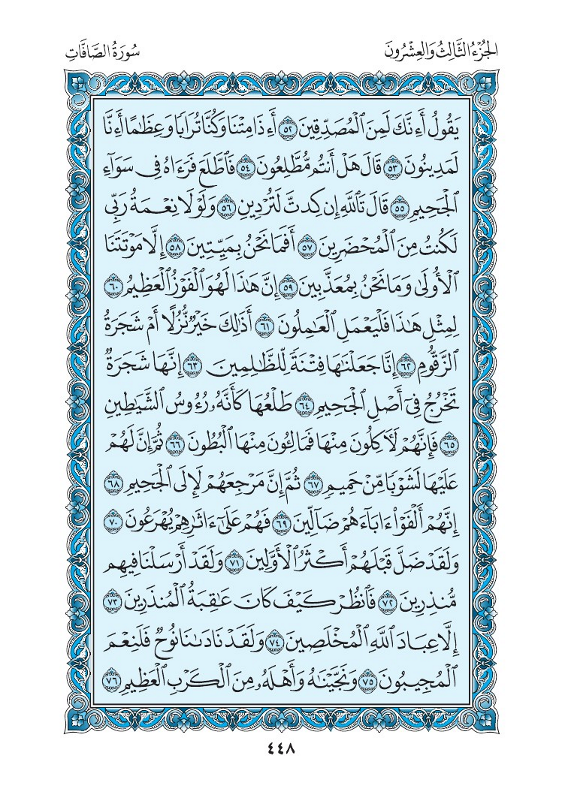 الجُزْءُ الثَّالِثُ وَالعِشْرُونَ
سُورَةُ الصَّافَّاتِ
يَقُولُ أَءِنَّكَ لَمِنَ ٱلْمُصَدِّقِينَ ٥٢ أَءِذَا مِتْنَا وَكُنَّا تُرَابًا وَعِظَٰمًا أَءِنَّا
لَمَدِينُونَ ٥٣ قَالَ هَلْ أَنتُم مُّطَّلِعُونَ ٥٤ فَٱطَّلَعَ فَرَءَاهُ فِى سَوَآءِ
ٱلْجَحِيمِ ٥٥ قَالَ تَٱللَّهِ إِن كِدتَّ لَتُرْدِينِ ٥٦ وَلَوْلَا نِعْمَةُ رَبِّى
لَكُنتُ مِنَ ٱلْمُحْضَرِينَ ٥٧ أَفَمَا نَحْنُ بِمَيِّتِينَ ٥٨ إِلَّا مَوْتَتَنَا
ٱلْأُولَىٰ وَمَا نَحْنُ بِمُعَذَّبِينَ ٥٩ إِنَّ هَٰذَا لَهُوَ ٱلْفَوْزُ ٱلْعَظِيمُ ٦٠
لِمِثْلِ هَٰذَا فَلْيَعْمَلِ ٱلْعَٰمِلُونَ ٦١ أَذَٰلِكَ خَيْرٌ نُّزُلًا أَمْ شَجَرَةُ
ٱلزَّقُّومِ ٦٢ إِنَّا جَعَلْنَٰهَا فِتْنَةً لِّلظَّٰلِمِينَ ٦٣ إِنَّهَا شَجَرَةٌ
تَخْرُجُ فِىٓ أَصْلِ ٱلْجَحِيمِ ٦٤ طَلْعُهَا كَأَنَّهُۥ رُءُوسُ ٱلشَّيَٰطِينِ
٦٥ فَإِنَّهُمْ لَءَاكِلُونَ مِنْهَا فَمَالِـُٔونَ مِنْهَا ٱلْبُطُونَ ٦٦ ثُمَّ إِنَّ لَهُمْ
عَلَيْهَا لَشَوْبًا مِّنْ حَمِيمٍ ٦٧ ثُمَّ إِنَّ مَرْجِعَهُمْ لَإِلَى ٱلْجَحِيمِ ٦٨
إِنَّهُمْ أَلْفَوْا۟ ءَابَآءَهُمْ ضَآلِّينَ ٦٩ فَهُمْ عَلَىٰٓ ءَاثَٰرِهِمْ يُهْرَعُونَ ٧٠
وَلَقَدْ ضَلَّ قَبْلَهُمْ أَكْثَرُ ٱلْأَوَّلِينَ ٧١ وَلَقَدْ أَرْسَلْنَا فِيهِم
مُّنذِرِينَ ٧٢ فَٱنظُرْ كَيْفَ كَانَ عَٰقِبَةُ ٱلْمُنذَرِينَ ٧٣
إِلَّا عِبَادَ ٱللَّهِ ٱلْمُخْلَصِينَ ٧٤ وَلَقَدْ نَادَىٰنَا نُوحٌ فَلَنِعْمَ
ٱلْمُجِيبُونَ ٧٥ وَنَجَّيْنَٰهُ وَأَهْلَهُۥ مِنَ ٱلْكَرْبِ ٱلْعَظِيمِ ٧٦
٤٤٨